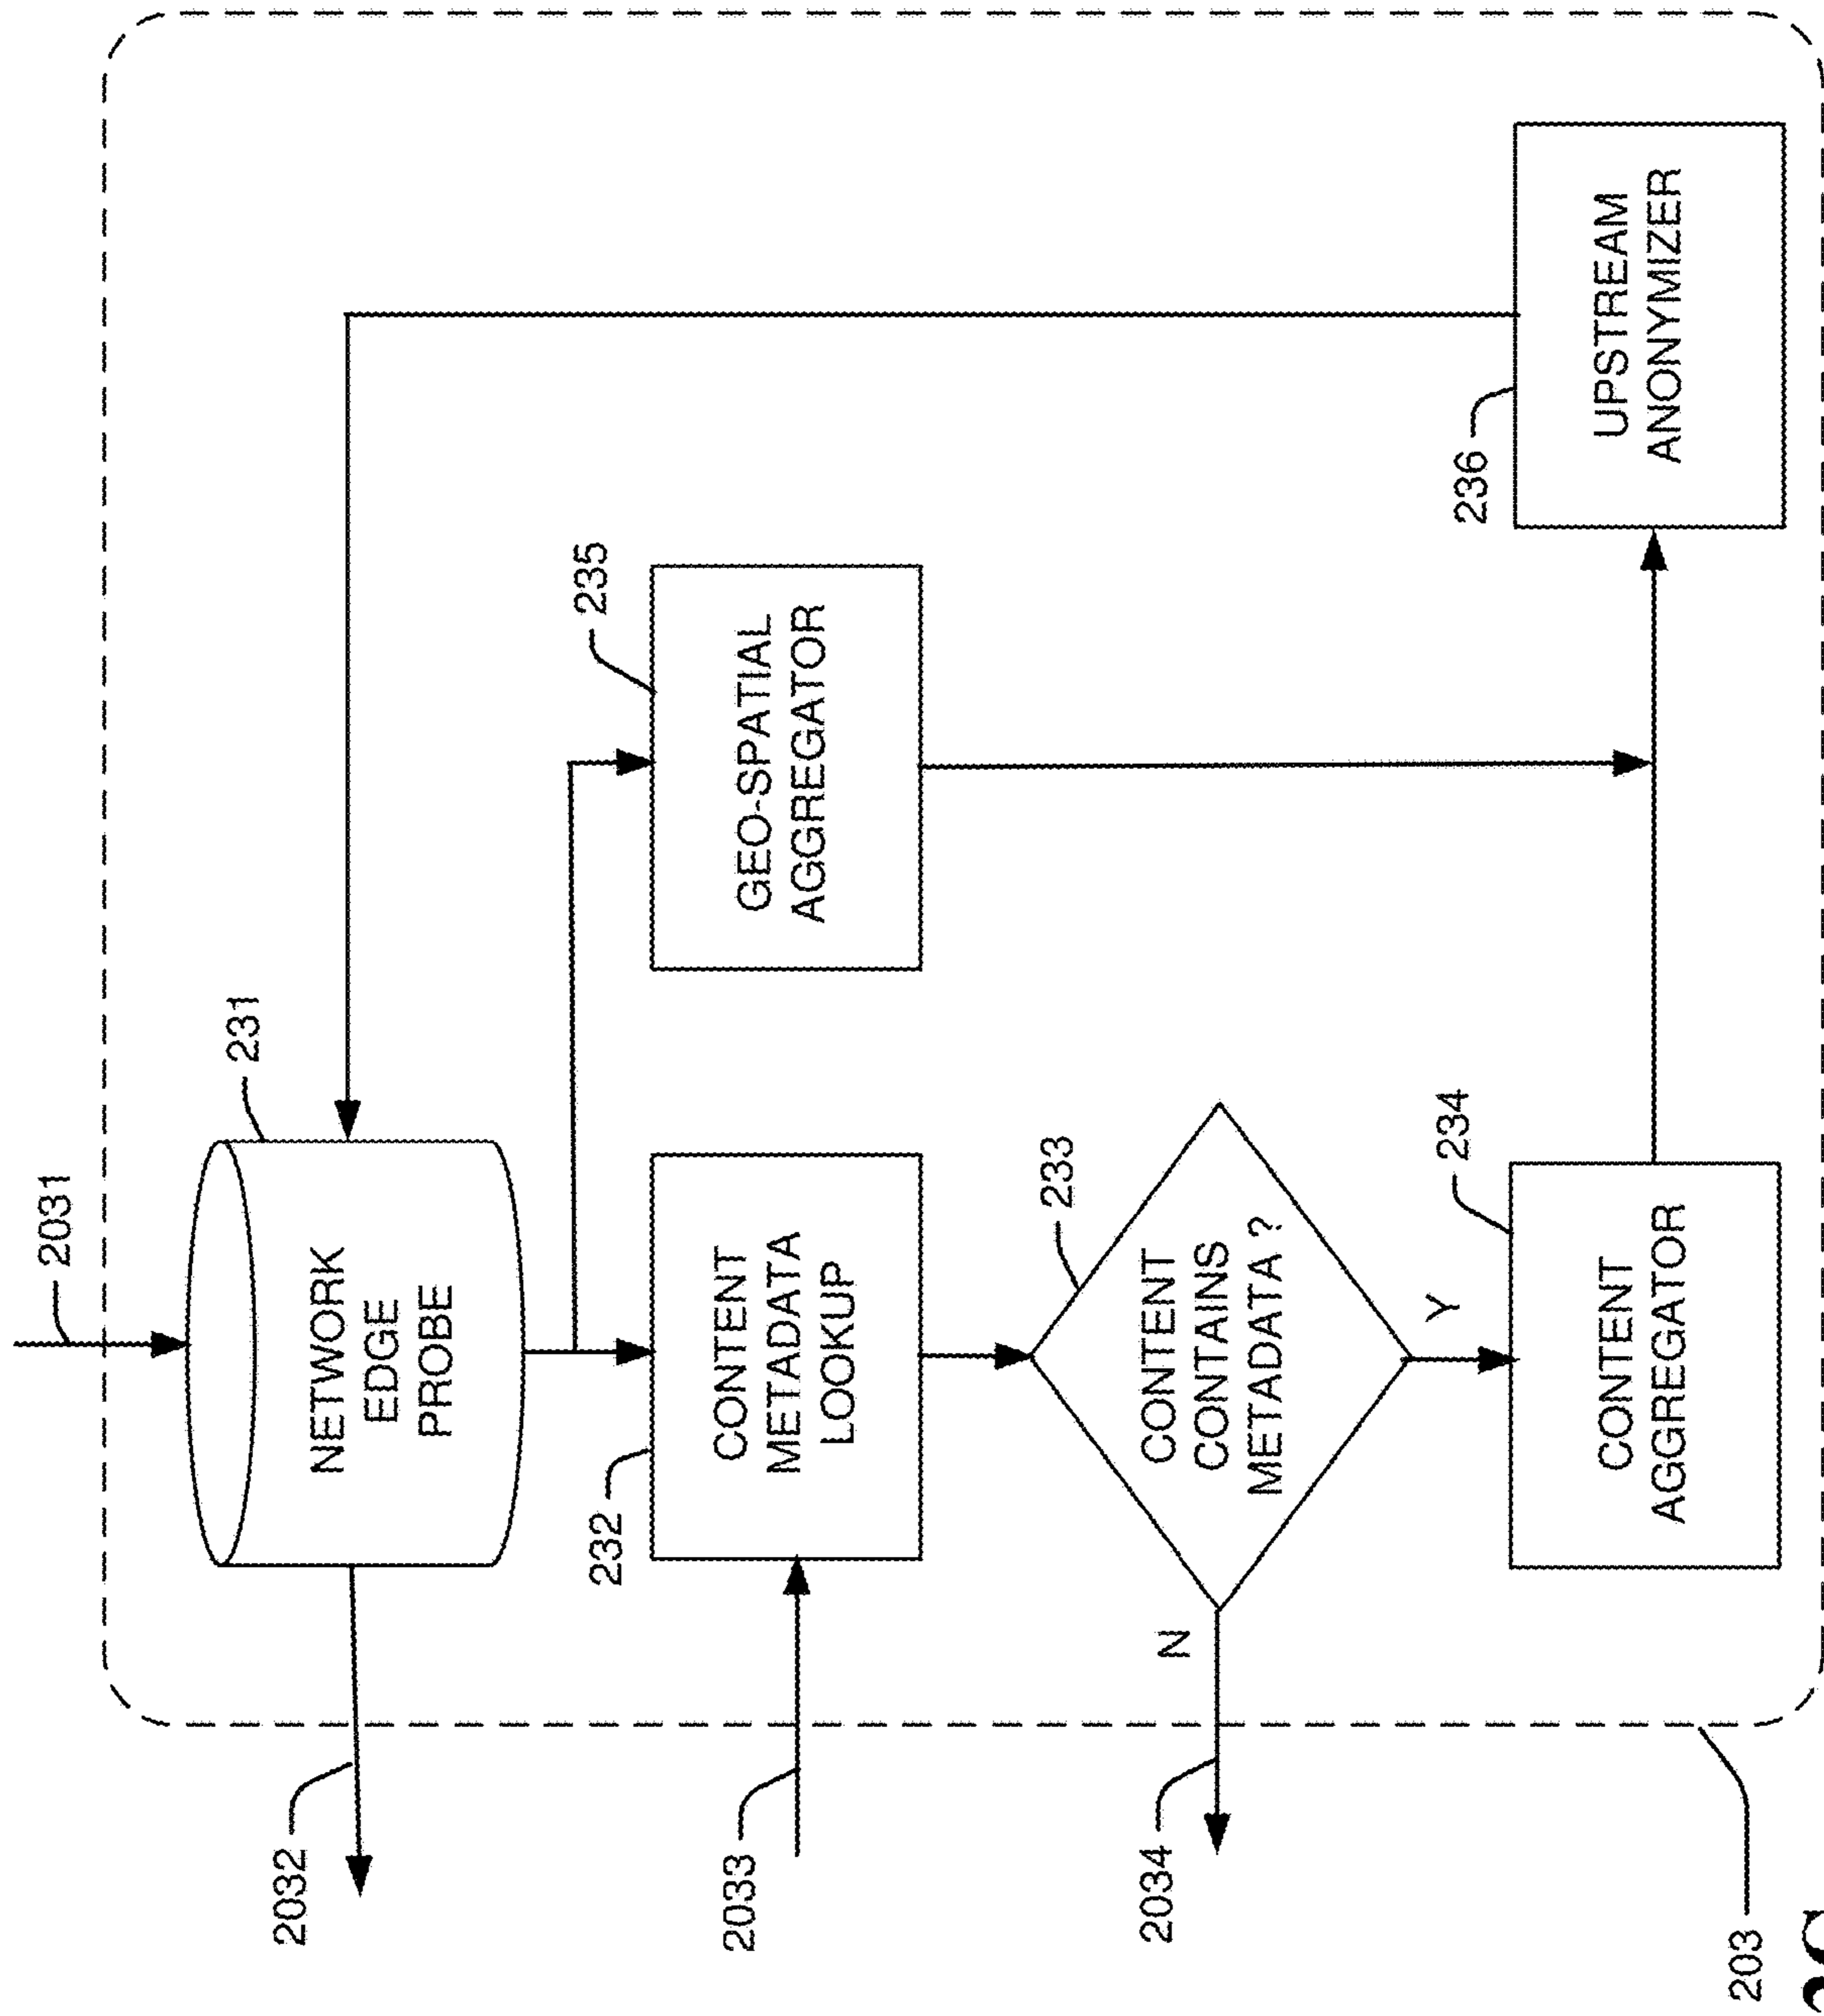 2031
231
NETWORK
EDGE
PROBE
2032
232
CONTENT
METADATA
LOOKUP
235
GEO-SPATIAL
AGGREGATOR
2033
233
CONTENT
CONTAINS
METADATA ?
N
Y
2034
234
CONTENT
AGGREGATOR
236
UPSTREAM
ANONYMIZER
203